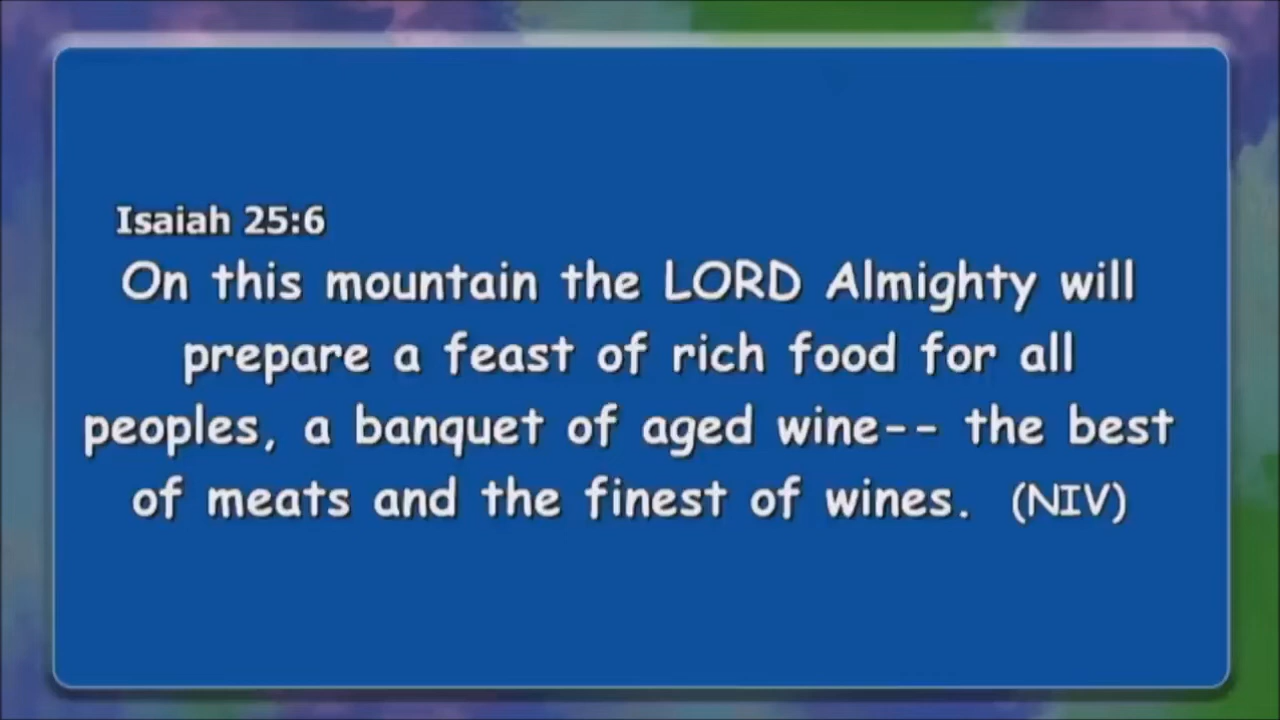 Isaiah 25:6
On this mountain the LORD Almighty will
prepare a feast of rich food for all
peoples, a banquet of aged wine-- the best
of meats and the finest of wines. (NIV)